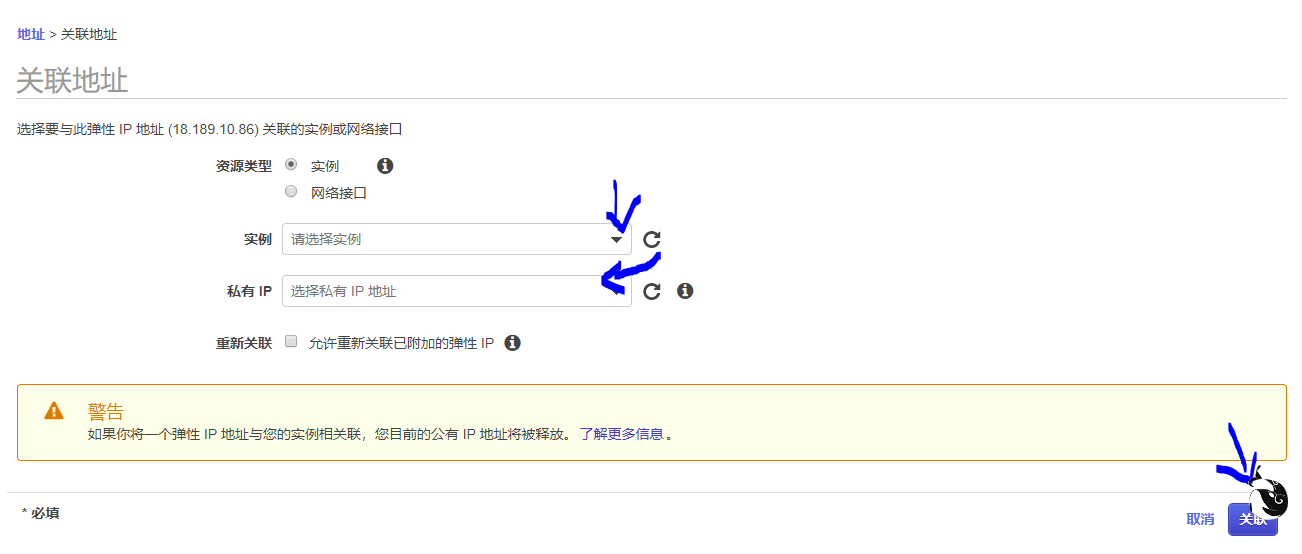 地址 > 关联地址
关联地址
选择要与此弹性 IP 地址 (18.189.10.86) 关联的实例或网络接口
资源类型 实例
网络接口
实例 请选择实例
私有 IP 选择私有 IP 地址
重新关联 允许重新关联已附加的弹性 IP
警告
如果你将一个弹性 IP 地址与您的实例相关联，您目前的公有 IP 地址将被释放。了解更多信息。
* 必填
取消 关联